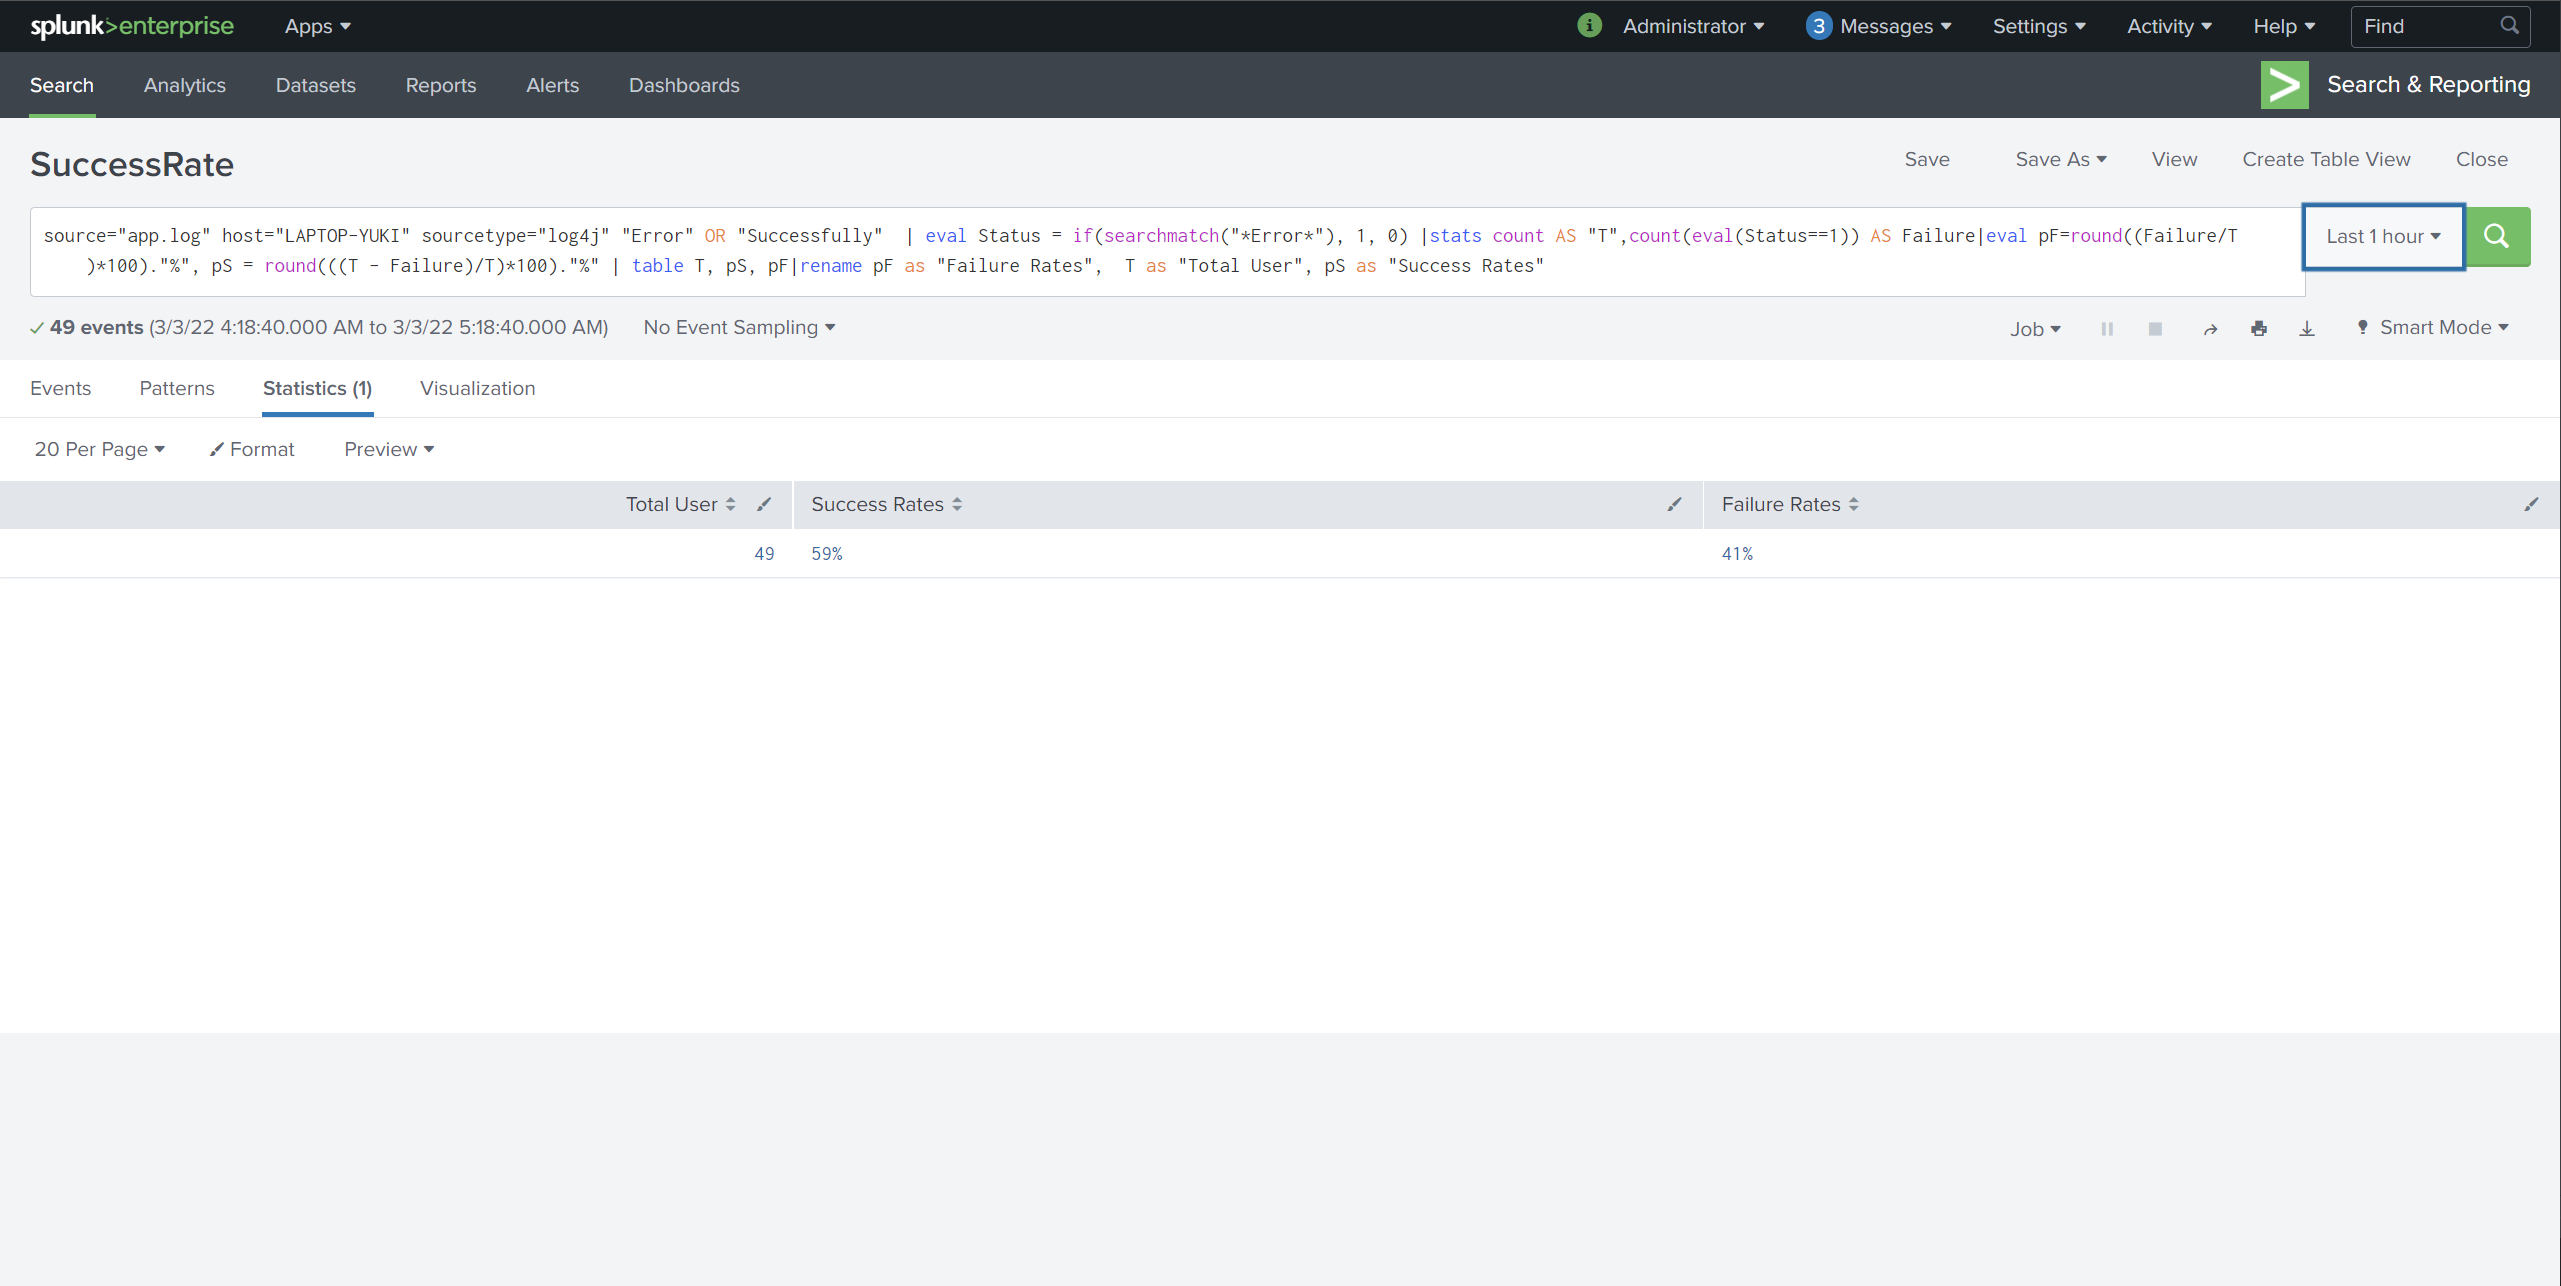 splunk>enterprise Apps Administrator 3 Messages Settings Activity Help Find
Search Analytics Datasets Reports Alerts Dashboards Search & Reporting
SuccessRate Save Save As View Create Table View Close
source="app.log" host="LAPTOP-YUKI" sourcetype="log4j" "Error" OR "Successfully"  | eval Status = if(searchmatch("*Error*"), 1, 0) |stats count AS "T",count(eval(Status==1)) AS Failure|eval pF=round((Failure/T
)*100)."%", pS = round(((T - Failure)/T)*100)."%" | table T, pS, pF|rename pF as "Failure Rates",  T as "Total User", pS as "Success Rates"
Last 1 hour
49 events (3/3/22 4:18:40.000 AM to 3/3/22 5:18:40.000 AM) No Event Sampling Job Smart Mode
Events Patterns Statistics (1) Visualization
20 Per Page Format Preview
Total User Success Rates Failure Rates
49 59% 41%